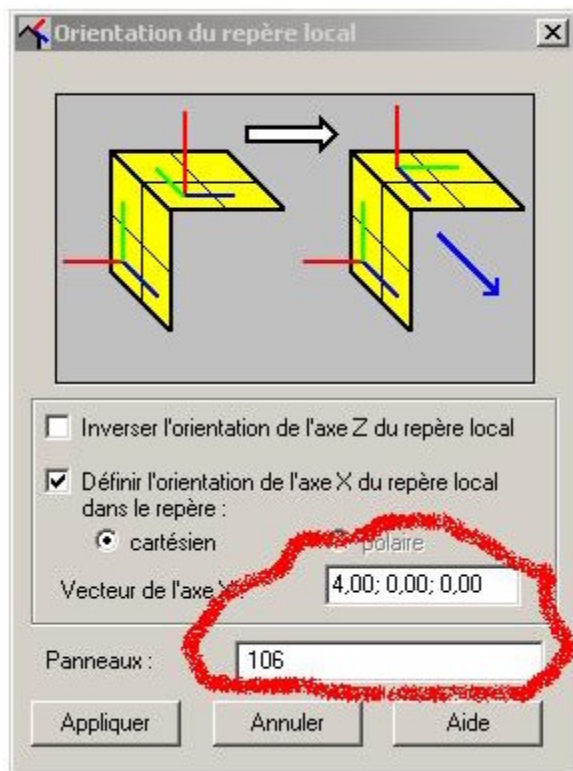 Orientation du repère local
Inverser l'orientation de l'axe Z du repère local
Définir l'orientation de l'axe X du repère local
dans le repère :
cartésien
polaire
Vecteur de l'axe
4,00; 0,00; 0,00
Panneaux :
106
Appliquer
Annuler
Aide